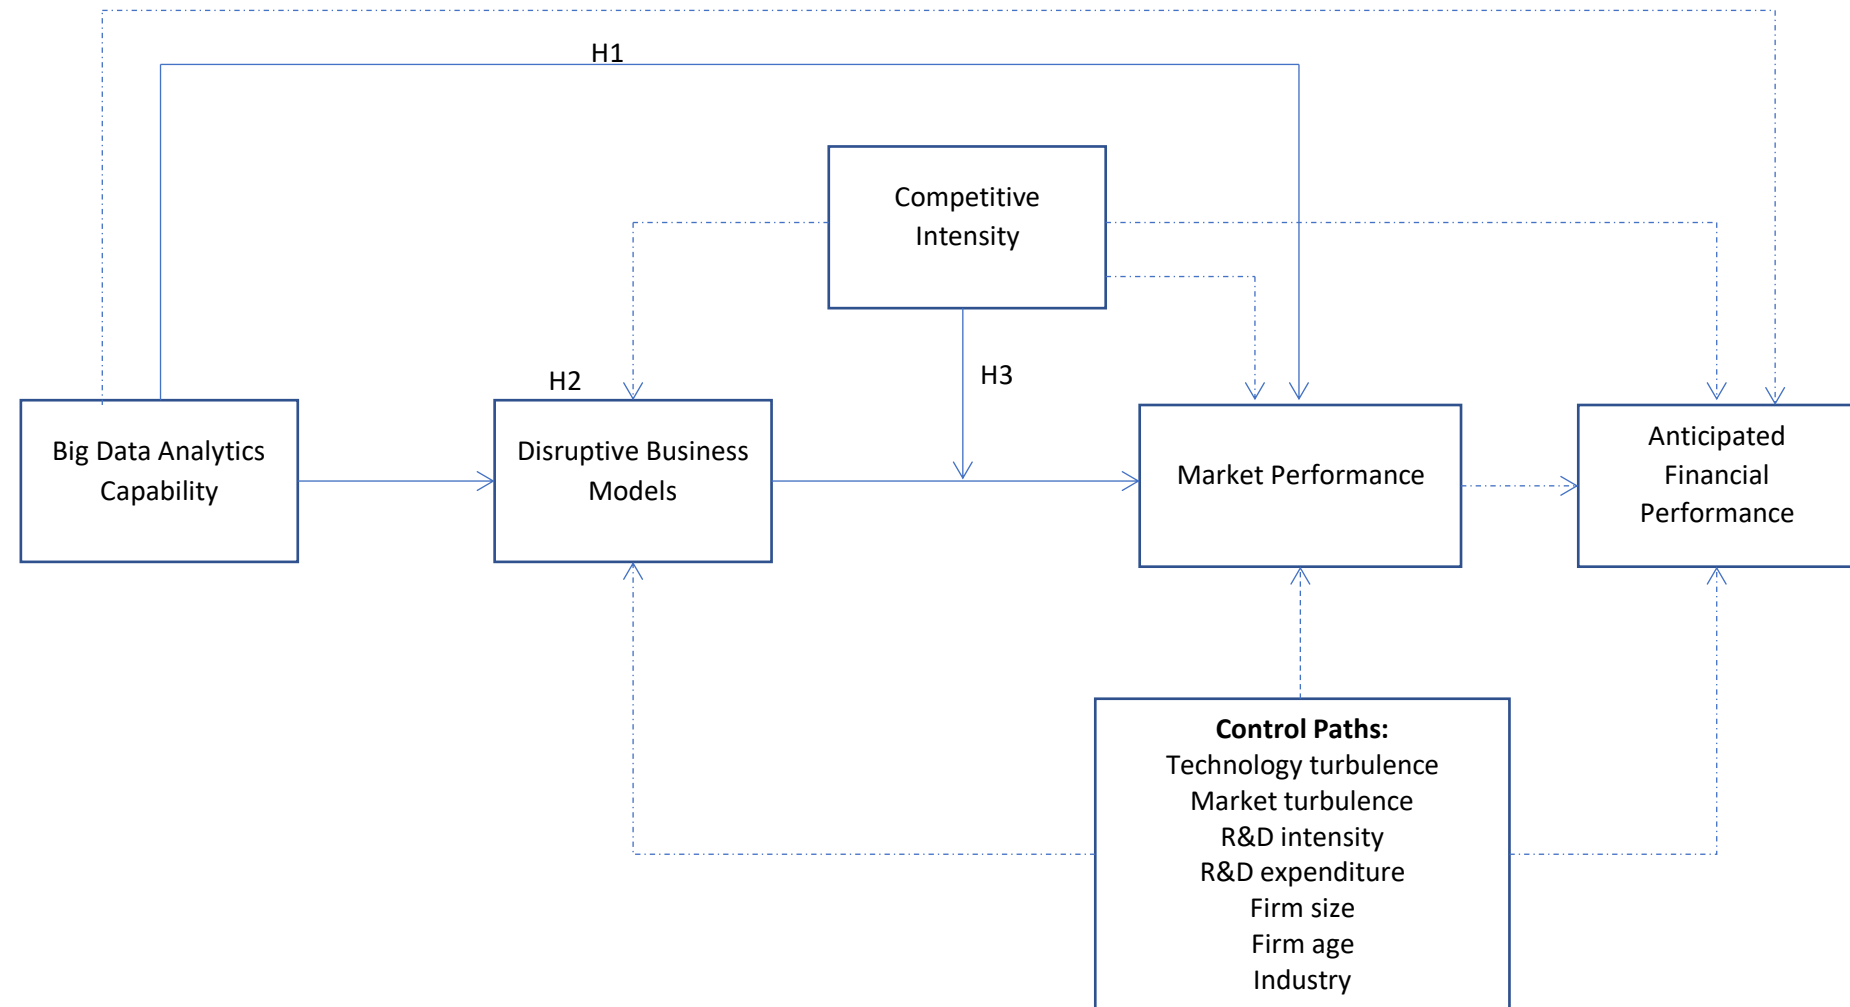 H1
Competitive
Intensity
H2
H3
Big Data Analytics
Capability
Disruptive Business
Models
Market Performance
Anticipated
Financial
Performance
Control Paths:
Technology turbulence
Market turbulence
R&D intensity
R&D expenditure
Firm size
Firm age
Industry